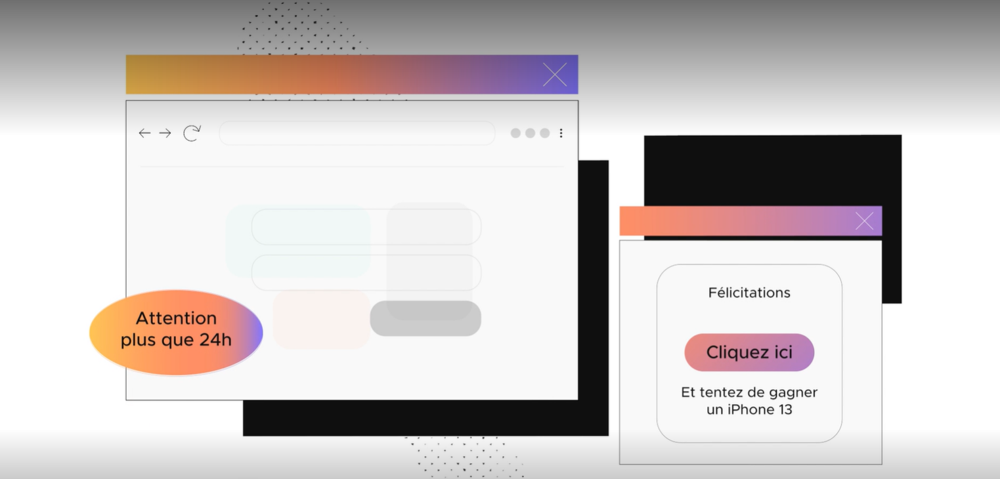 Attention
plus que 24h
Félicitations
Cliquez ici
Et tentez de gagner
un iPhone 13